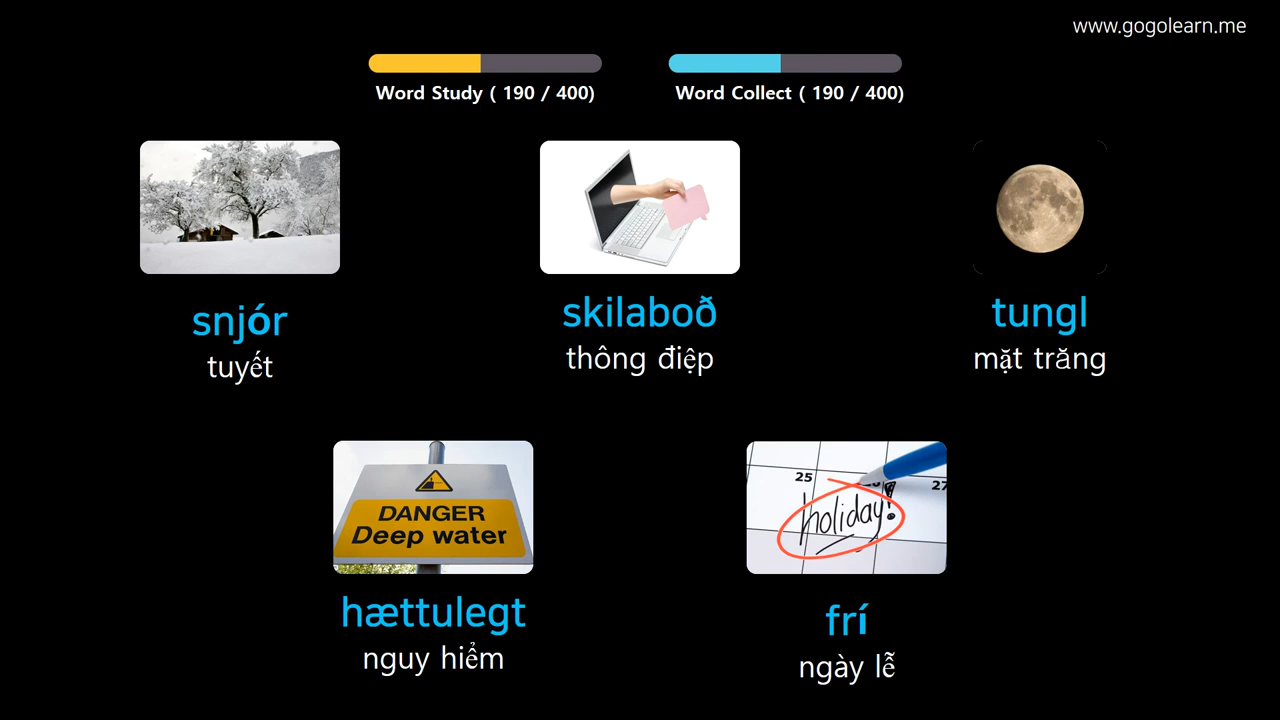 www.gogolearn.me
Word Study ( 190 / 400)
Word Collect ( 190 / 400)
snjór
tuyết
skilaboð
thông điệp
tungl
mặt trăng
DANGER
Deep water
hættulegt
nguy hiểm
25
27
holiday!
frí
ngày lễ